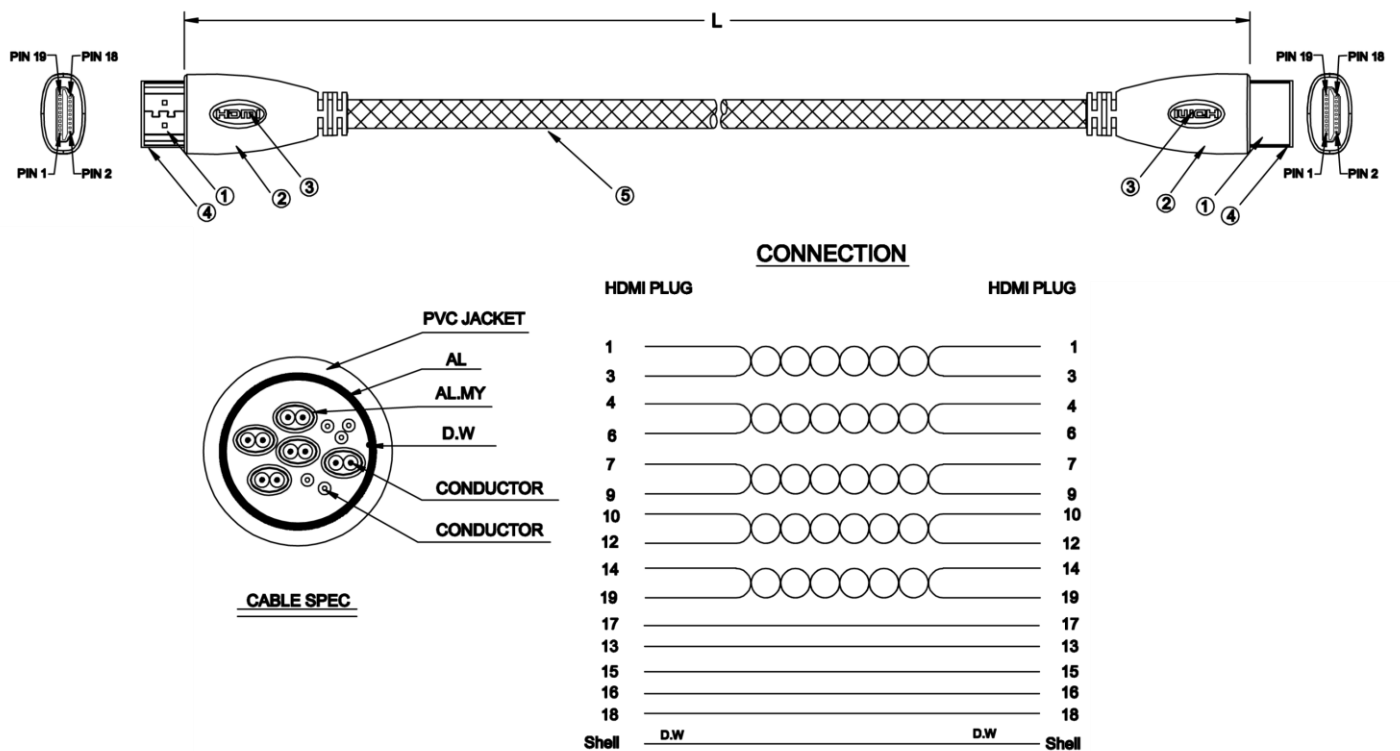 L
PIN 19 PIN 18
PIN 1 PIN 2
HDMI
① ② ③ ④ ⑤
HDMI
③ ② ① ④
PIN 19 PIN 18
PIN 1 PIN 2
CONNECTION
HDMI PLUG HDMI PLUG
1 1
3 3
4 4
6 6
7 7
9 9
10 10
12 12
14 14
19 19
17 17
13 13
15 15
16 16
18 18
Shell D.W D.W Shell
PVC JACKET
AL
AL.MY
D.W
CONDUCTOR
CONDUCTOR
CABLE SPEC